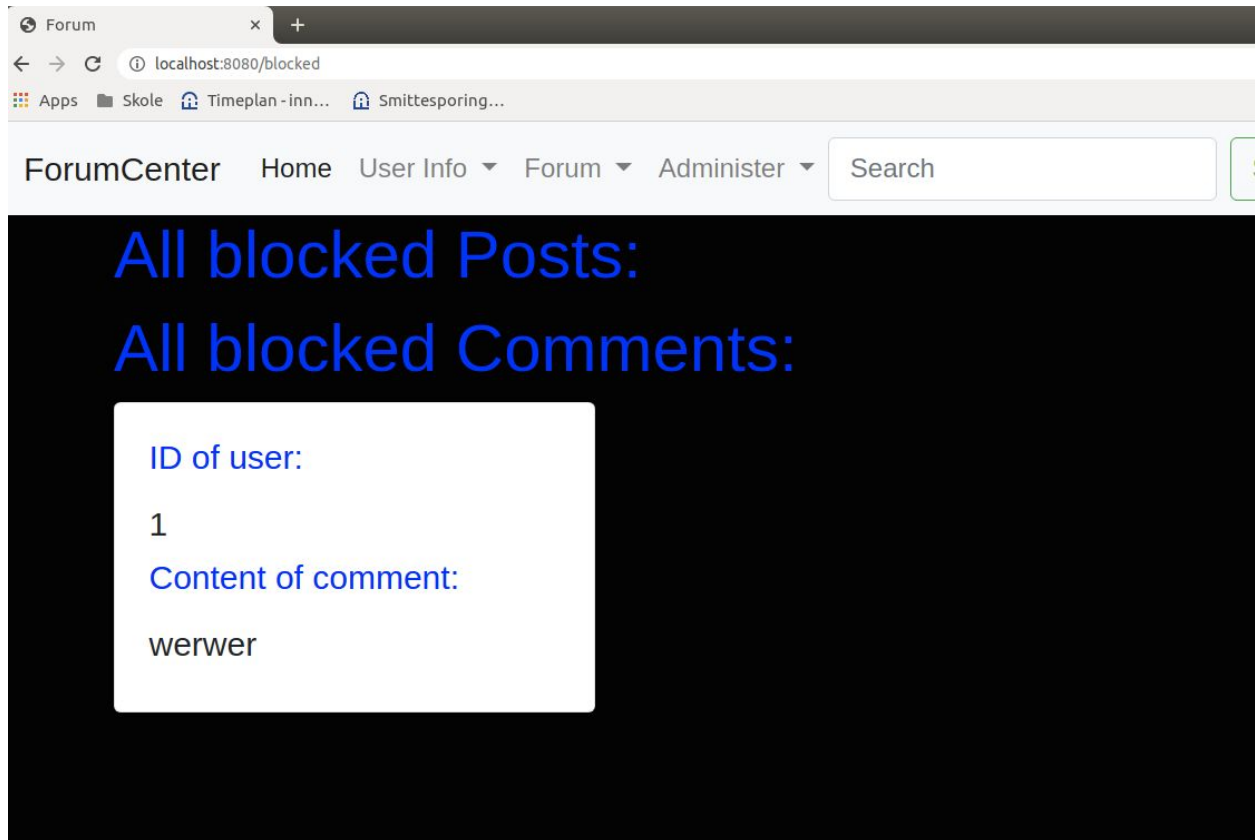 Forum
localhost:8080/blocked
Apps Skole Timeplan - inn... Smittesporing...
ForumCenter Home User Info Forum Administer Search
All blocked Posts:
All blocked Comments:
ID of user:
1
Content of comment:
werwer